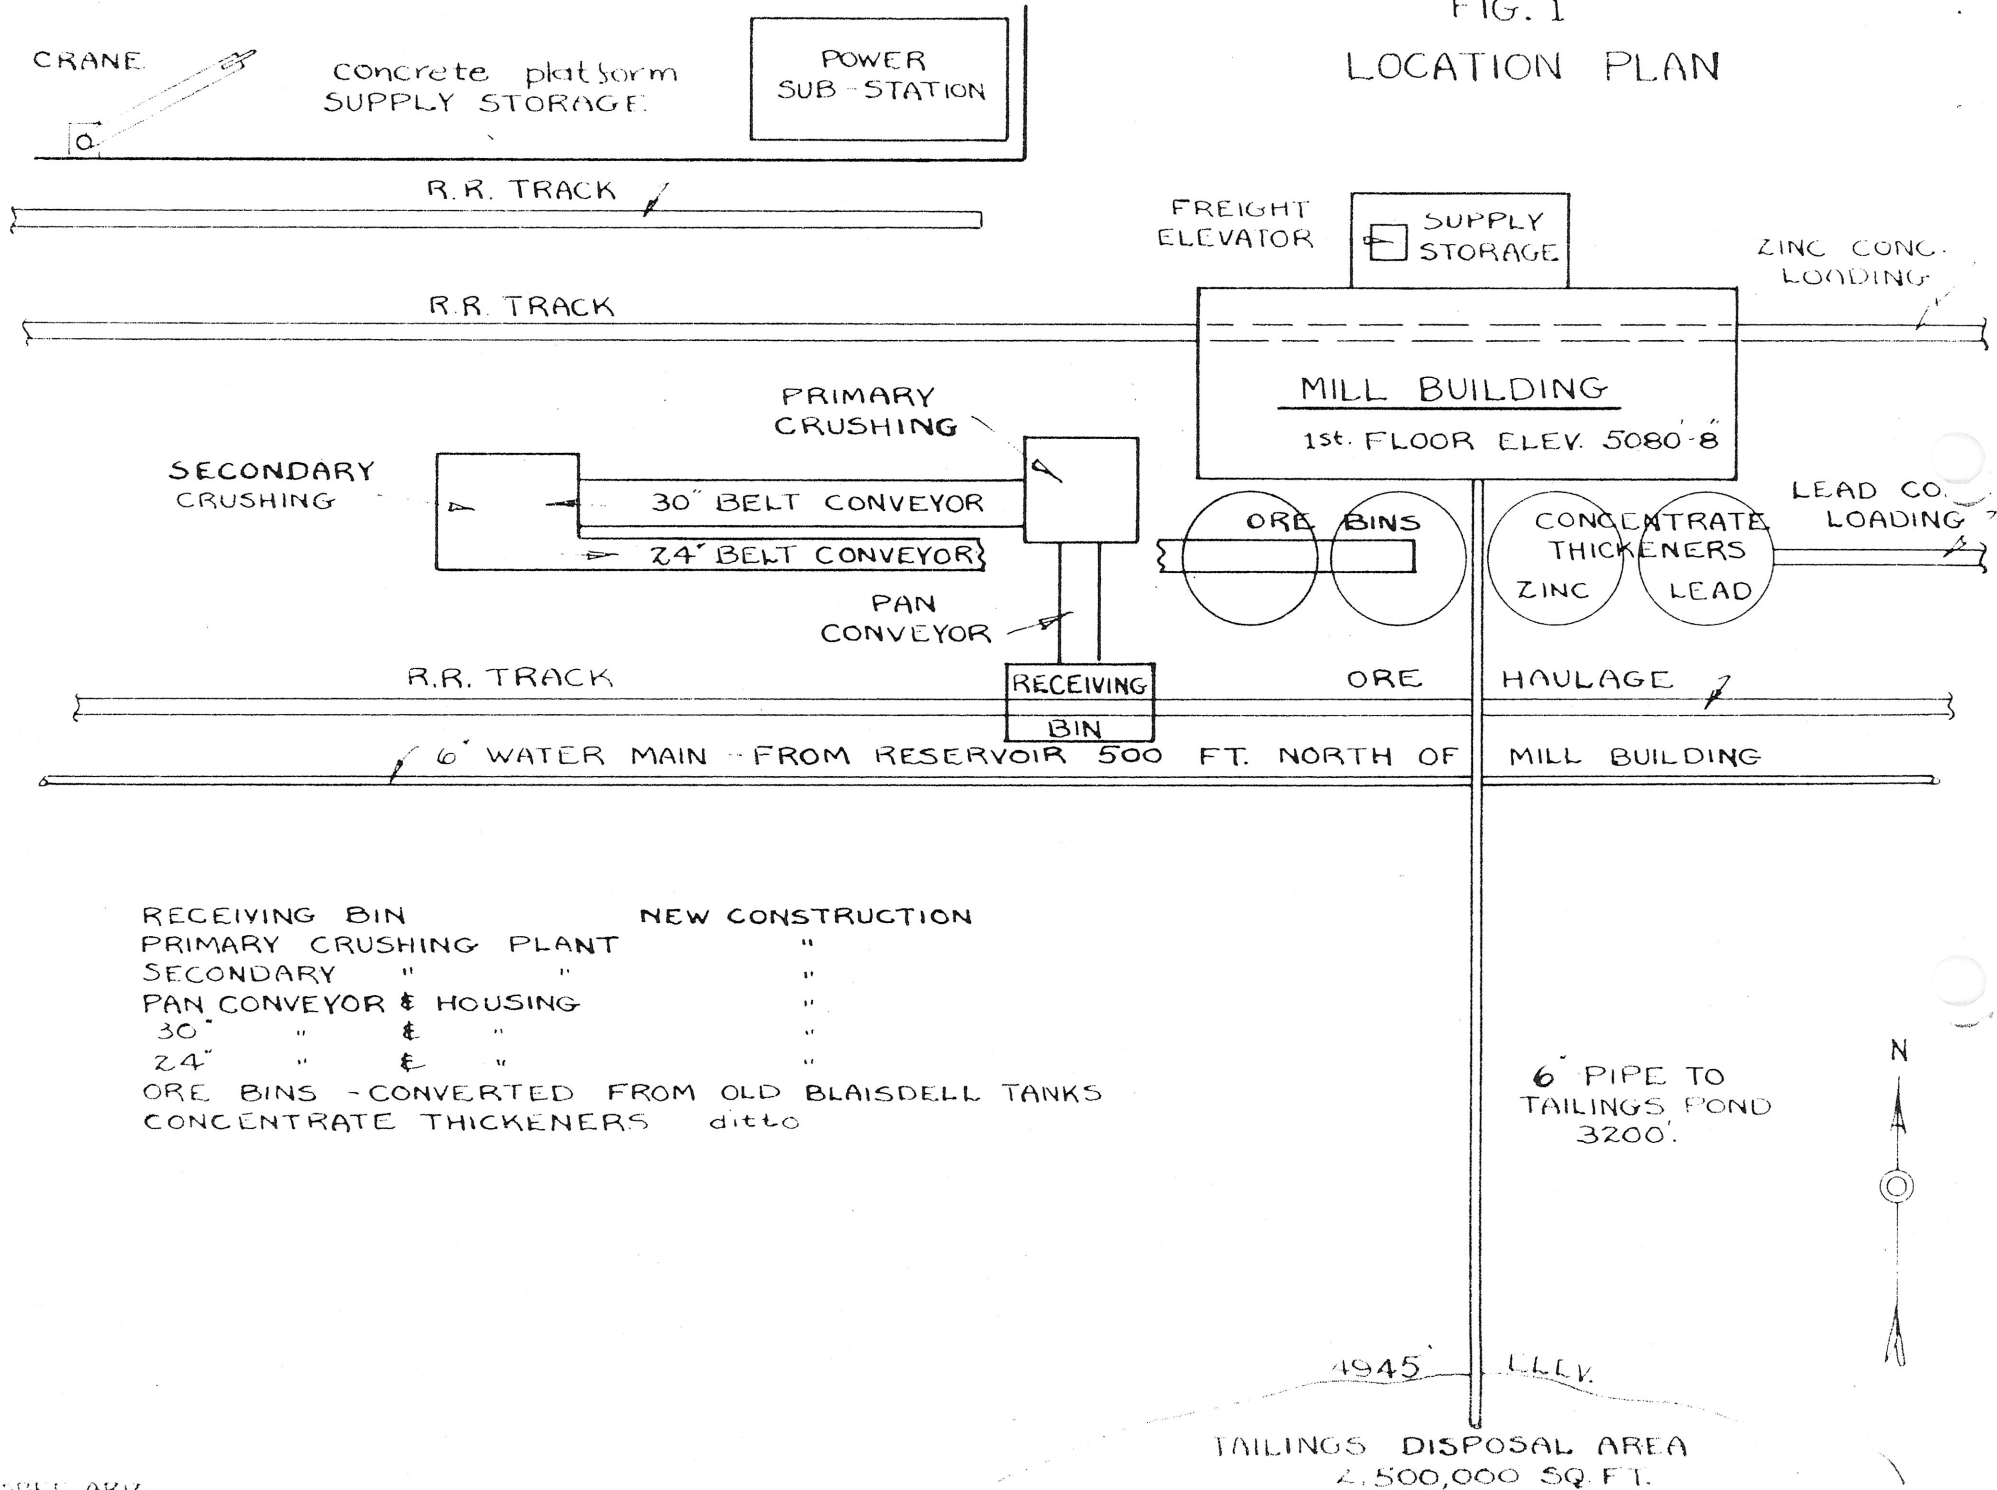 FIG. 1
LOCATION PLAN
CRANE
concrete platform
SUPPLY STORAGE
POWER
SUB-STATION
R.R. TRACK
FREIGHT
ELEVATOR
SUPPLY
STORAGE
ZINC CONC.
LOADING
R.R. TRACK
MILL BUILDING
1st. FLOOR ELEV. 5080'-8"
PRIMARY
CRUSHING
SECONDARY
CRUSHING
30" BELT CONVEYOR
24" BELT CONVEYOR
ORE BINS
CONCENTRATE
THICKENERS
ZINC
LEAD
LEAD CO
LOADING
PAN
CONVEYOR
R.R. TRACK
RECEIVING
BIN
ORE HAULAGE
6" WATER MAIN - FROM RESERVOIR 500 FT. NORTH OF MILL BUILDING
RECEIVING BIN NEW CONSTRUCTION
PRIMARY CRUSHING PLANT "
SECONDARY " " "
PAN CONVEYOR & HOUSING "
30" " & " "
24" " & " "
ORE BINS - CONVERTED FROM OLD BLAISDELL TANKS
CONCENTRATE THICKENERS ditto
6" PIPE TO
TAILINGS POND
3200'.
N
4945' ELEV.
TAILINGS DISPOSAL AREA
2,500,000 SQ. FT.